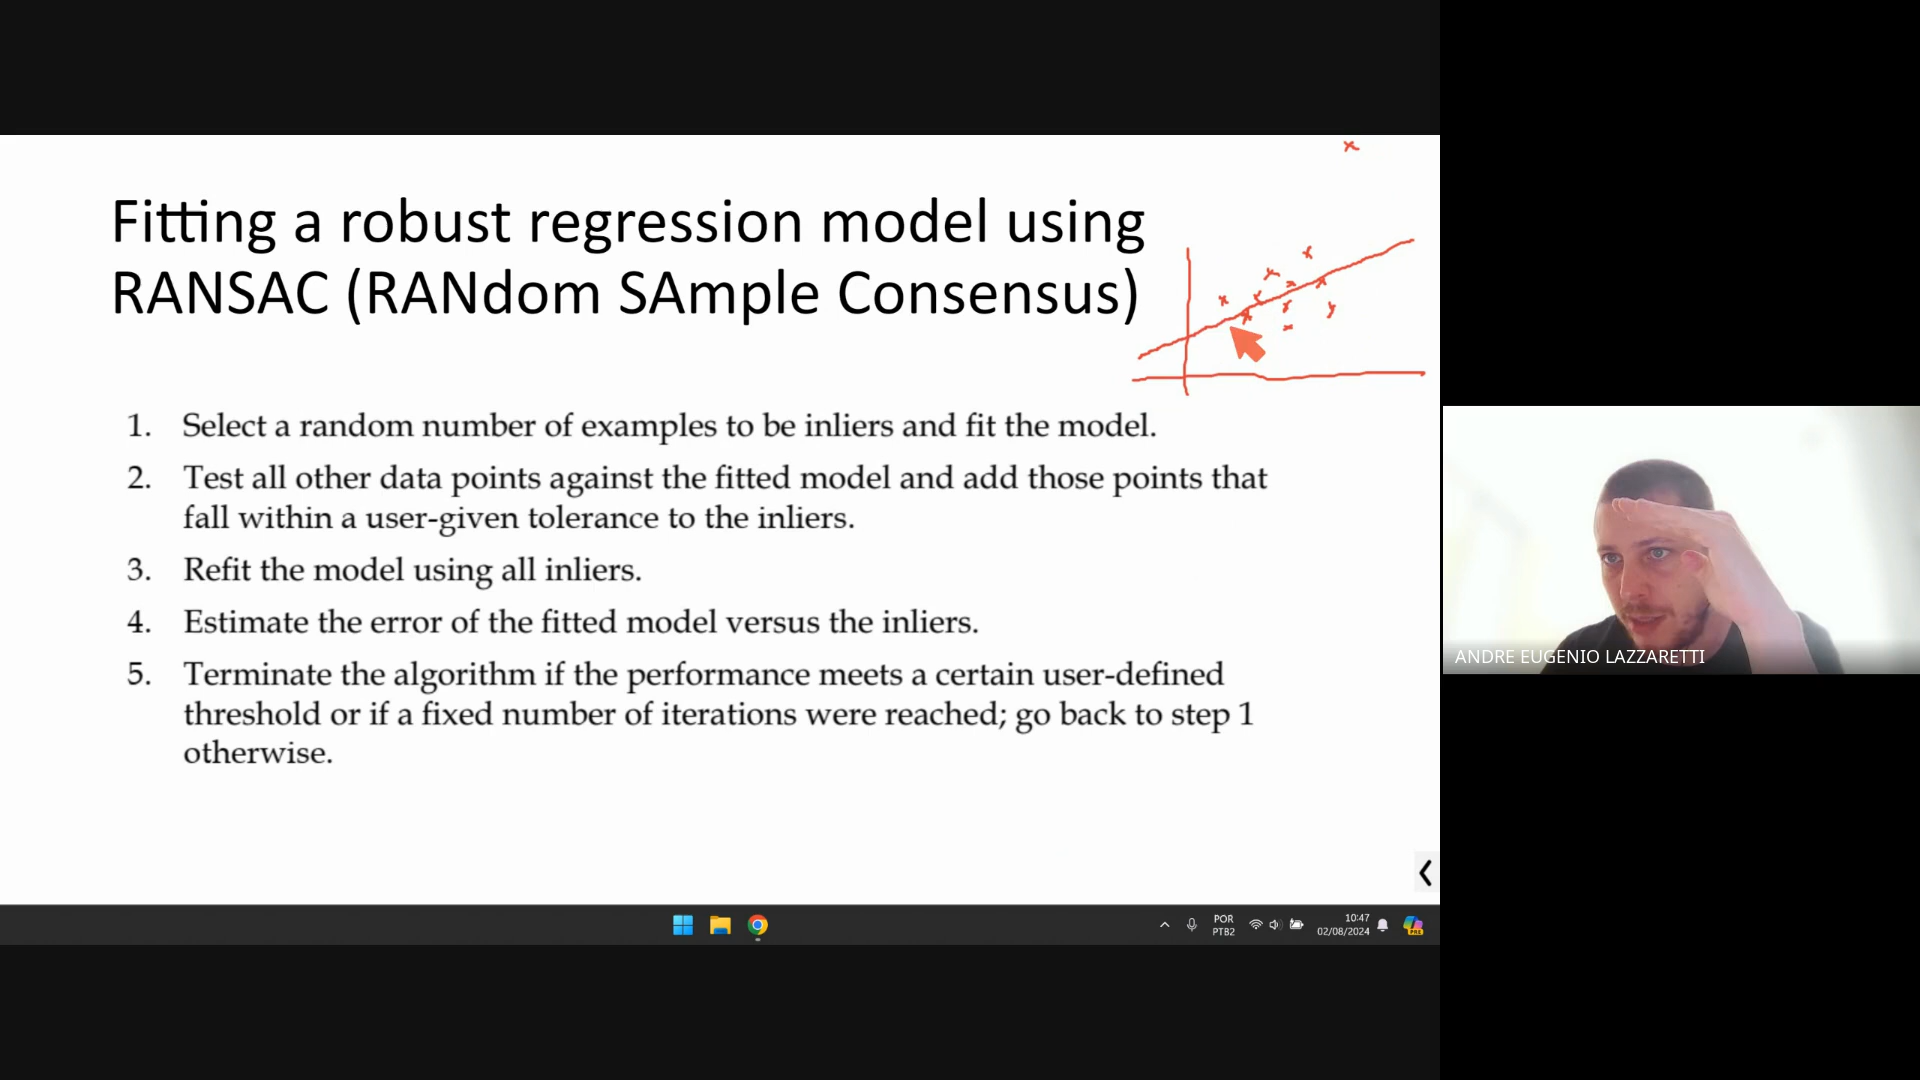 Fitting a robust regression model using
RANSAC (RANdom SAmple Consensus)
1. Select a random number of examples to be inliers and fit the model.
2. Test all other data points against the fitted model and add those points that
fall within a user-given tolerance to the inliers.
3. Refit the model using all inliers.
4. Estimate the error of the fitted model versus the inliers.
5. Terminate the algorithm if the performance meets a certain user-defined
threshold or if a fixed number of iterations were reached; go back to step 1
otherwise.
ANDRE EUGENIO LAZZARETTI
POR
PTB2
10:47
02/08/2024
PRE